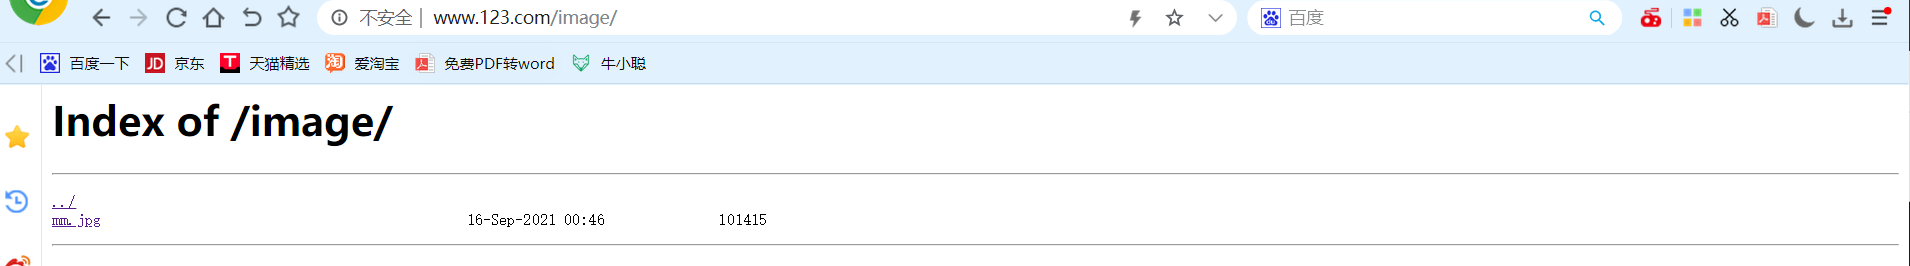 不安全 | www.123.com/image/ 百度
百度一下 JD 京东 T 天猫精选 淘 爱淘宝 免费PDF转word 牛小聪
Index of /image/
../
mm.jpg 16-Sep-2021 00:46 101415